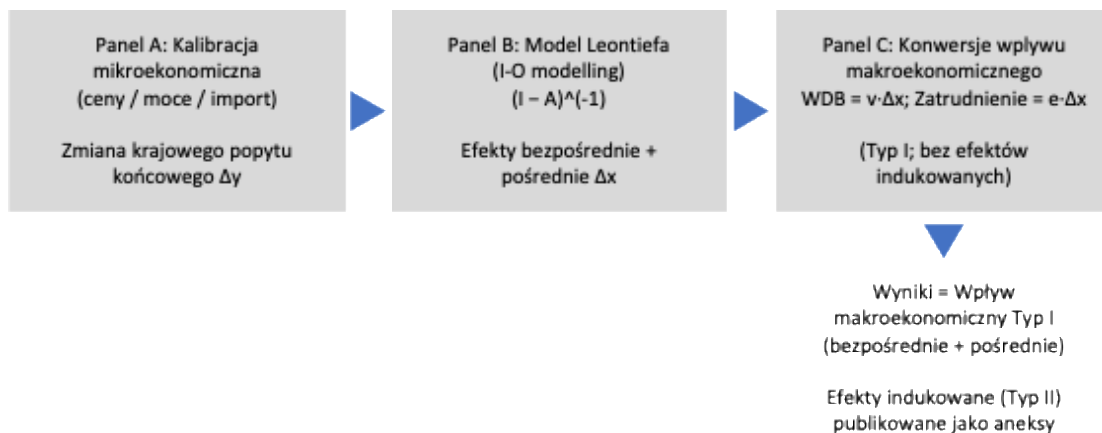 Panel A: Kalibracja
mikroekonomiczna
(ceny / moce / import)
Zmiana krajowego popytu
końcowego Δy
Panel B: Model Leontiefa
(I-O modelling)
(I – A)^(-1)
Efekty bezpośrednie +
pośrednie Δx
Panel C: Konwersje wpływu
makroekonomicznego
WDB = v·Δx; Zatrudnienie = e·Δx
(Typ I; bez efektów
indukowanych)
Wyniki = Wpływ
makroekonomiczny Typ I
(bezpośrednie + pośrednie)
Efekty indukowane (Typ II)
publikowane jako aneksy